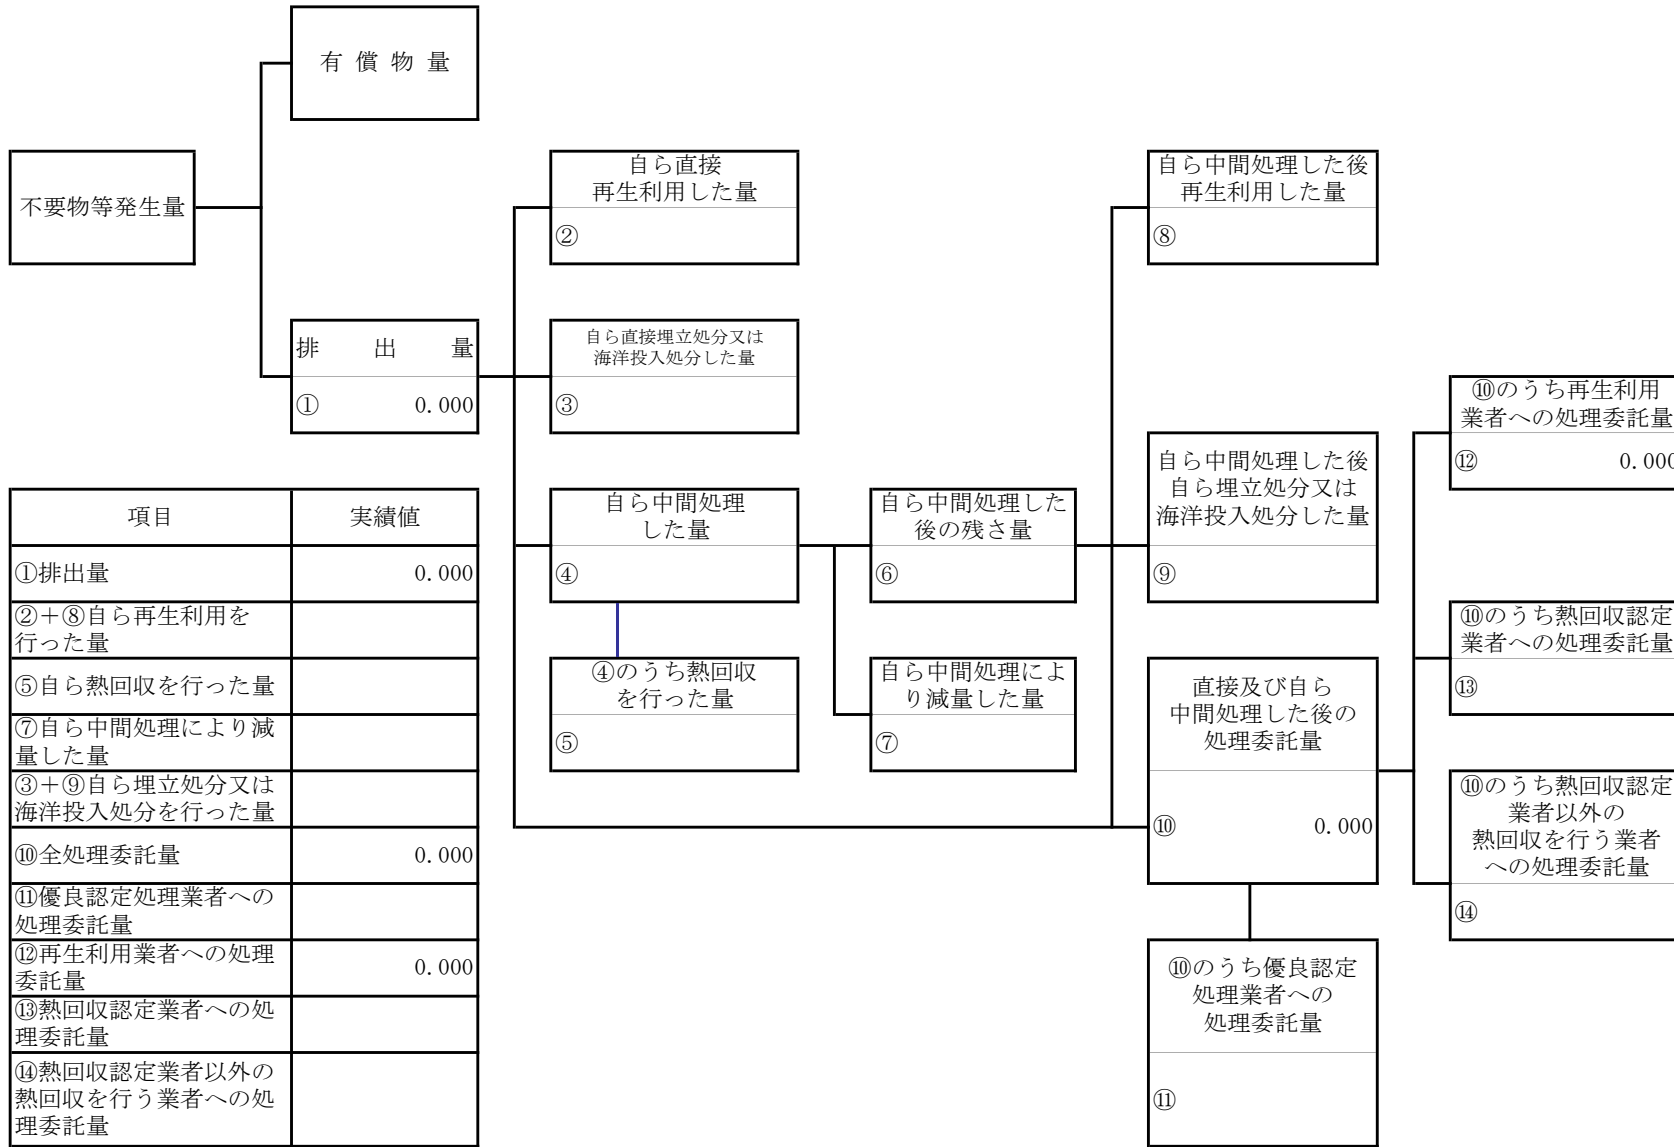 有償物量
不要物等発生量
排出量
① 0.000
自ら直接
再生利用した量
②
自ら直接埋立処分又は
海洋投入処分した量
③
自ら中間処理
した量
④
④のうち熱回収
を行った量
⑤
自ら中間処理した
後の残さ量
⑥
自ら中間処理によ
り減量した量
⑦
自ら中間処理した後
再生利用した量
⑧
自ら中間処理した後
自ら埋立処分又は
海洋投入処分した量
⑨
直接及び自ら
中間処理した後の
処理委託量
⑩ 0.000
⑩のうち優良認定
処理業者への
処理委託量
⑪
⑩のうち再生利用
業者への処理委託量
⑫ 0.000
⑩のうち熱回収認定
業者への処理委託量
⑬
⑩のうち熱回収認定
業者以外の
熱回収を行う業者
への処理委託量
⑭
項目 実績値
①排出量 0.000
②+⑧自ら再生利用を
行った量
⑤自ら熱回収を行った量
⑦自ら中間処理により減
量した量
③+⑨自ら埋立処分又は
海洋投入処分を行った量
⑩全処理委託量 0.000
⑪優良認定処理業者への
処理委託量
⑫再生利用業者への処理
委託量 0.000
⑬熱回収認定業者への処
理委託量
⑭熱回収認定業者以外の
熱回収を行う業者への処
理委託量